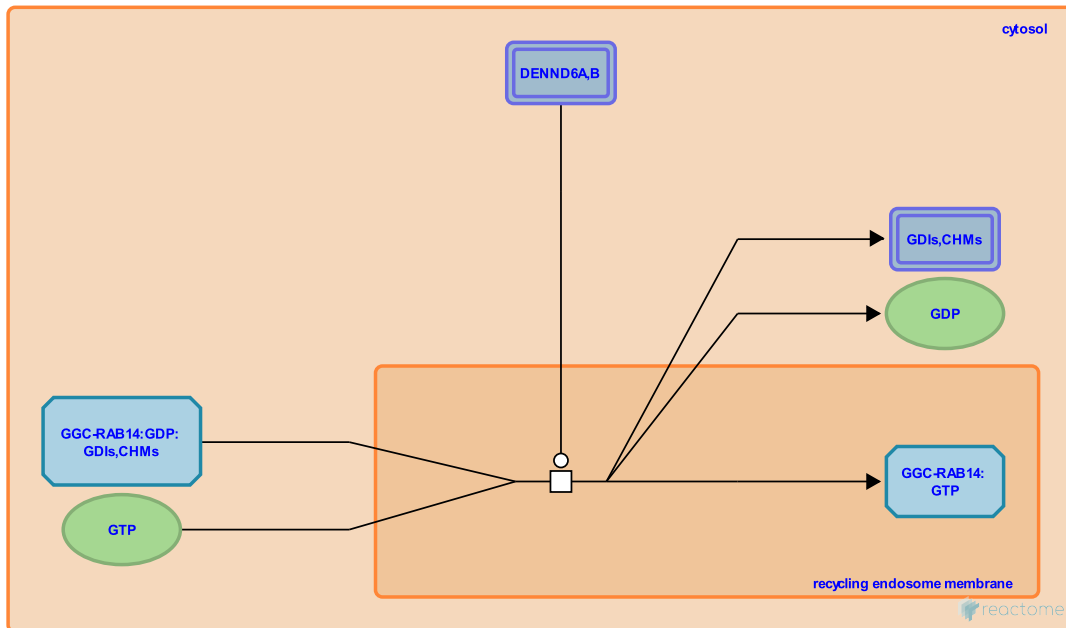 cytosol
DENND6A,B
GDIs,CHMs
GDP
GGC-RAB14:GDP:
GDIs,CHMs
GTP
GGC-RAB14:
GTP
recycling endosome membrane
reactome